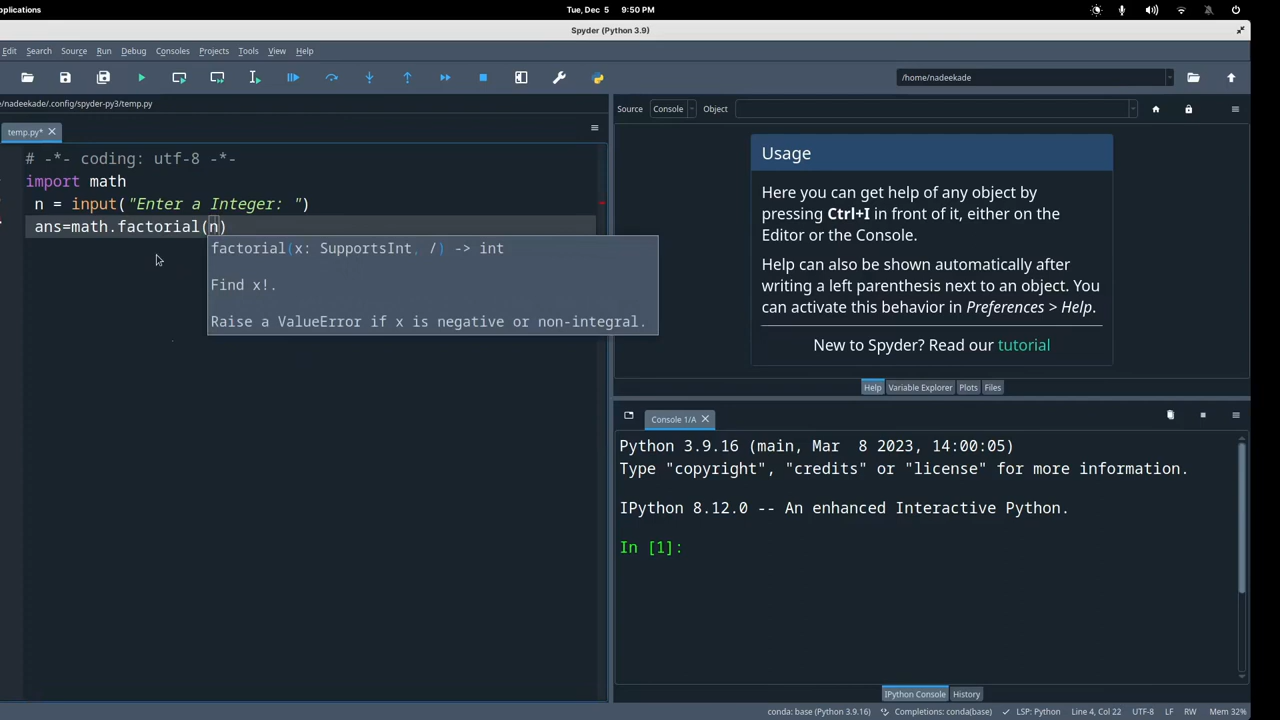 plications
Tue, Dec 5 9:50 PM
Spyder (Python 3.9)
Edit Search Source Run Debug Consoles Projects Tools View Help
/home/nadeekade
e/nadeekade/.config/spyder-py3/temp.py
temp.py*
# -*- coding: utf-8 -*-
import math
n = input("Enter a Integer: ")
ans=math.factorial(n)
factorial(x: SupportsInt, /) -> int
Find x!.
Raise a ValueError if x is negative or non-integral.
Source Console Object
Usage
Here you can get help of any object by
pressing Ctrl+I in front of it, either on the
Editor or the Console.
Help can also be shown automatically after
writing a left parenthesis next to an object. You
can activate this behavior in Preferences > Help.
New to Spyder? Read our tutorial
Help Variable Explorer Plots Files
Console 1/A
Python 3.9.16 (main, Mar  8 2023, 14:00:05)
Type "copyright", "credits" or "license" for more information.
IPython 8.12.0 -- An enhanced Interactive Python.
In [1]:
IPython Console History
conda: base (Python 3.9.16) Completions: conda(base) LSP: Python Line 4, Col 22 UTF-8 LF RW Mem 32%